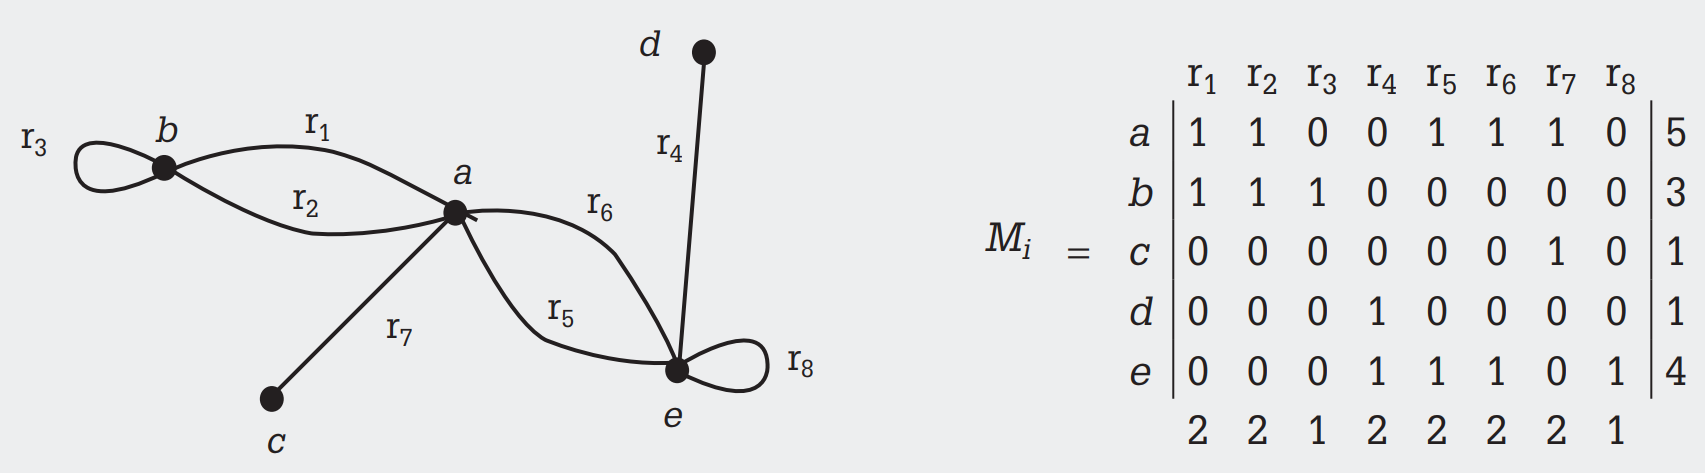 d
r3
b
r1
r4
a
r2
r6
r5
r7
r8
c
e
r1 r2 r3 r4 r5 r6 r7 r8
a 1 1 0 0 1 1 1 0 5
b 1 1 1 0 0 0 0 0 3
Mi = c 0 0 0 0 0 0 1 0 1
d 0 0 0 1 0 0 0 0 1
e 0 0 0 1 1 1 0 1 4
2 2 1 2 2 2 2 1